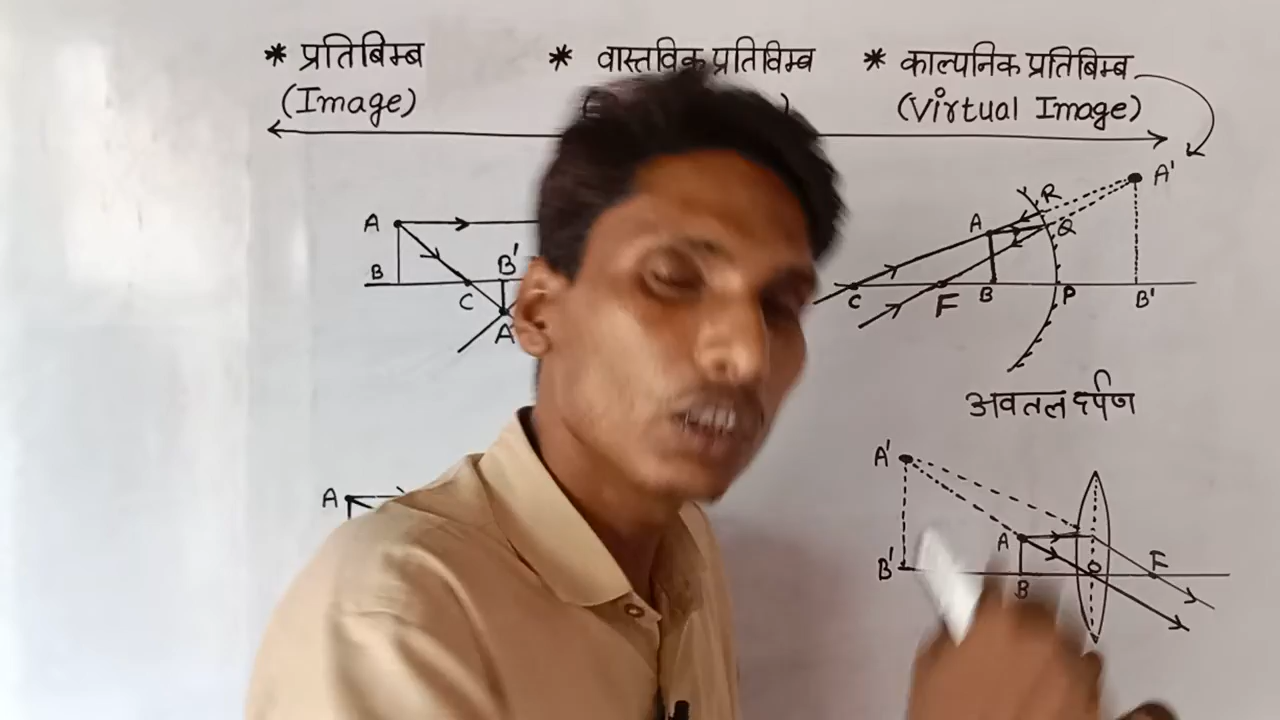 * प्रतिबिम्ब
(Image)
* वास्तविक प्रतिविम्ब
* काल्पनिक प्रतिबिम्ब
(Virtual Image)
A
B
C
B'
A
C
F
A
B
R
Q
P
A'
B'
अवतल दर्पण
A
A'
B'
A
B
O
F